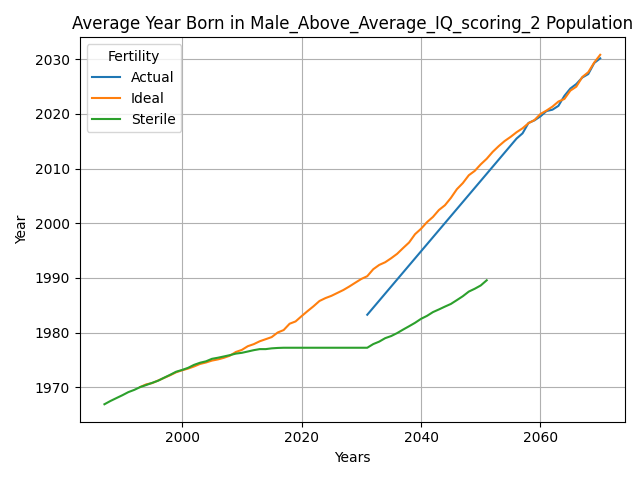 Average Year Born in Male_Above_Average_IQ_scoring_2 Population
Fertility
Actual
Ideal
Sterile
2030
2020
2010
2000
1990
1980
1970
Year
2000 2020 2040 2060
Years